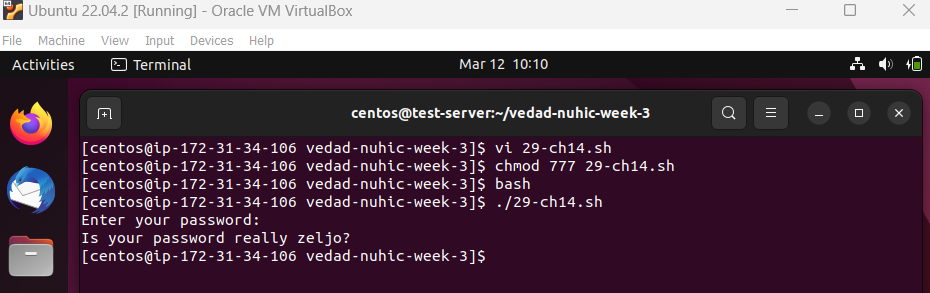 Ubuntu 22.04.2 [Running] - Oracle VM VirtualBox
File Machine View Input Devices Help
Activities Terminal Mar 12 10:10
centos@test-server:~/vedad-nuhic-week-3
[centos@ip-172-31-34-106 vedad-nuhic-week-3]$ vi 29-ch14.sh
[centos@ip-172-31-34-106 vedad-nuhic-week-3]$ chmod 777 29-ch14.sh
[centos@ip-172-31-34-106 vedad-nuhic-week-3]$ bash
[centos@ip-172-31-34-106 vedad-nuhic-week-3]$ ./29-ch14.sh
Enter your password:
Is your password really zeljo?
[centos@ip-172-31-34-106 vedad-nuhic-week-3]$